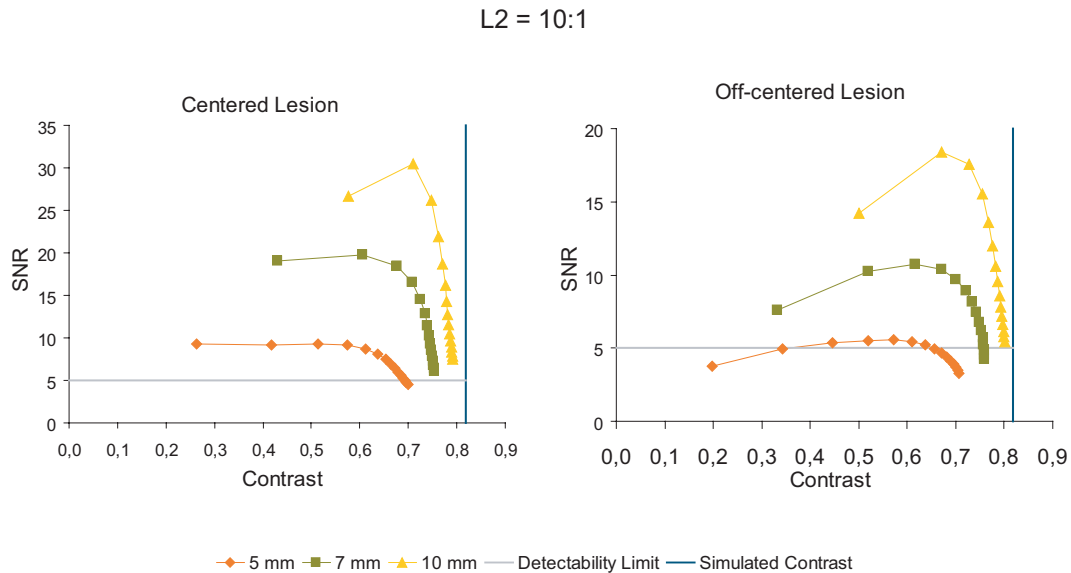 L2 = 10:1
Centered Lesion
35
30
25
20
15
10
5
0
SNR
0,0 0,1 0,2 0,3 0,4 0,5 0,6 0,7 0,8 0,9
Contrast
Off-centered Lesion
20
15
10
5
0
SNR
0,0 0,1 0,2 0,3 0,4 0,5 0,6 0,7 0,8 0,9
Contrast
5 mm 7 mm 10 mm Detectability Limit Simulated Contrast